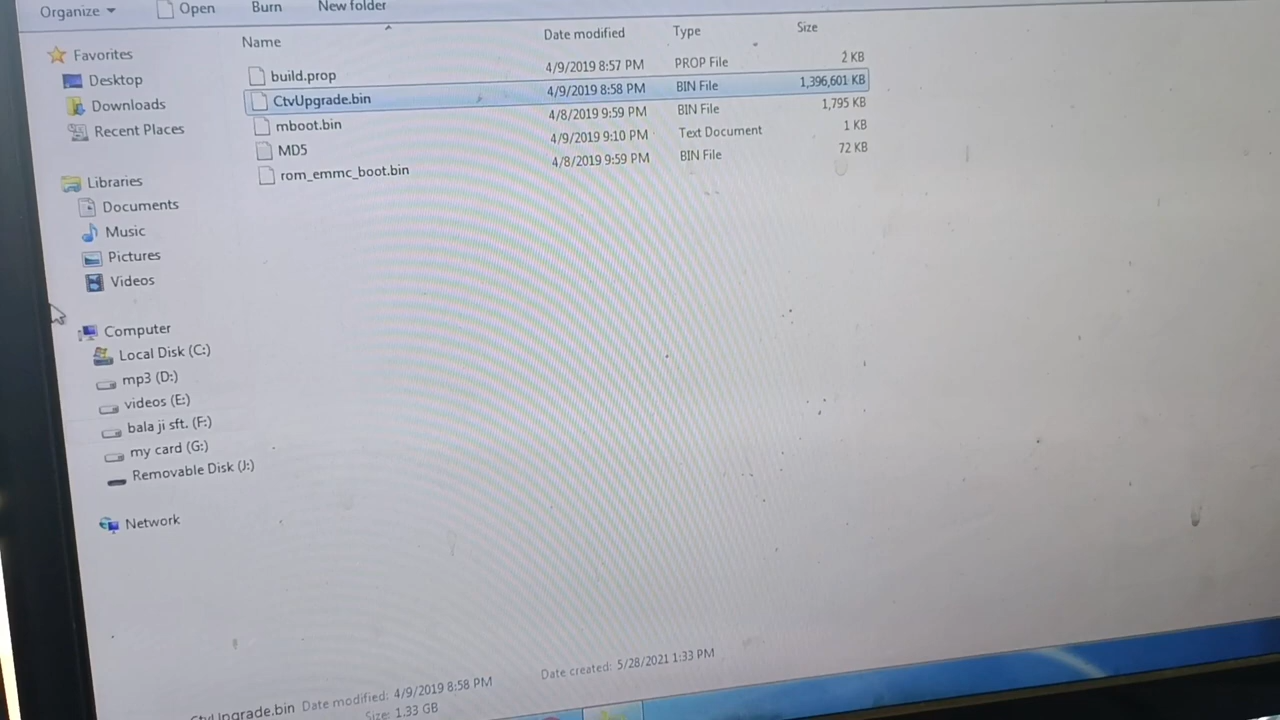 Organize Open Burn New folder
Name Date modified Type Size
build.prop 4/9/2019 8:57 PM PROP File 2 KB
CtvUpgrade.bin 4/9/2019 8:58 PM BIN File 1,396,601 KB
mboot.bin 4/8/2019 9:59 PM BIN File 1,795 KB
MD5 4/9/2019 9:10 PM Text Document 1 KB
rom_emmc_boot.bin 4/8/2019 9:59 PM BIN File 72 KB
Favorites
Desktop
Downloads
Recent Places
Libraries
Documents
Music
Pictures
Videos
Computer
Local Disk (C:)
mp3 (D:)
videos (E:)
bala ji sft. (F:)
my card (G:)
Removable Disk (J:)
Network
CtvUpgrade.bin Date modified: 4/9/2019 8:58 PM Date created: 5/28/2021 1:33 PM
Size: 1.33 GB